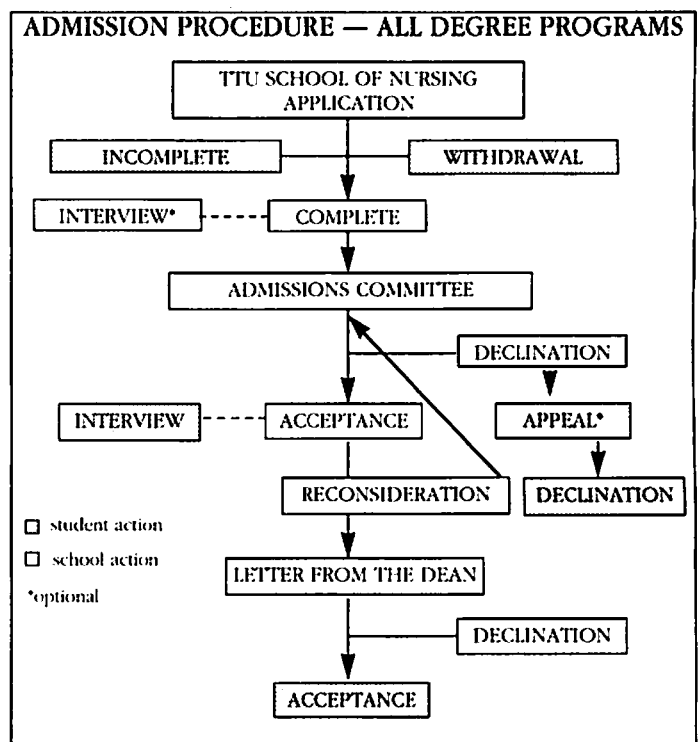 ADMISSION PROCEDURE — ALL DEGREE PROGRAMS
TTU SCHOOL OF NURSING
APPLICATION
INCOMPLETE
WITHDRAWAL
INTERVIEW*
COMPLETE
ADMISSIONS COMMITTEE
DECLINATION
INTERVIEW
ACCEPTANCE
APPEAL*
RECONSIDERATION
DECLINATION
☐ student action
☐ school action
*optional
LETTER FROM THE DEAN
DECLINATION
ACCEPTANCE